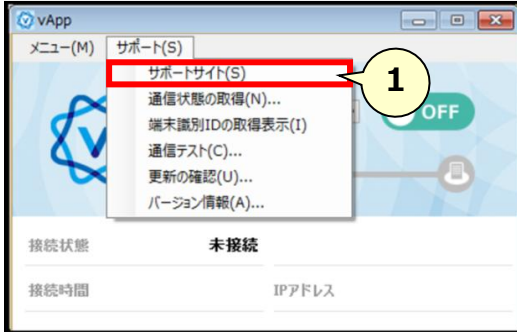 vApp
メニュー(M) サポート(S)
サポートサイト(S)
1
通信状態の取得(N)...
OFF
端末識別IDの取得表示(I)
通信テスト(C)...
更新の確認(U)...
バージョン情報(A)...
接続状態 未接続
接続時間 IPアドレス